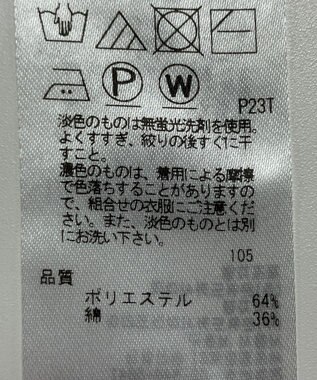 P
W
P23T
淡色のものは無蛍光洗剤を使用。
よくすすぎ、絞りの後すぐに干
すこと。
濃色のものは、着用による摩擦
で色落ちすることがありますの
で、組合せの衣服にご注意くだ
さい。また、淡色のものとは別
にお洗い下さい。
105
品質
ポリエステル 64%
綿 36%